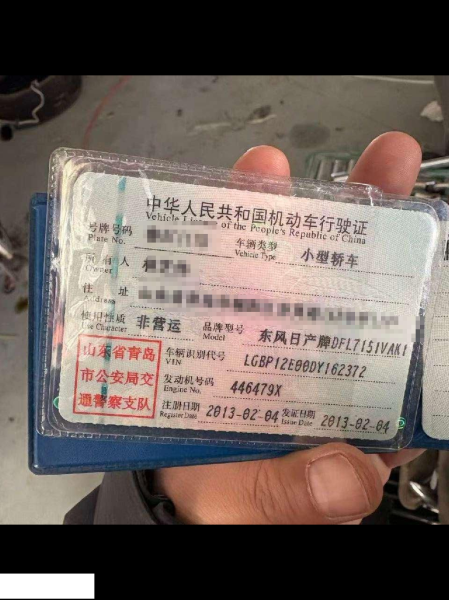 中华人民共和国机动车行驶证
Vehicle License of the People's Republic of China
号牌号码
Plate No.
车辆类型
Vehicle Type
小型轿车
所有人
Owner
住 址
Address
使用性质
Use Character
非营运
品牌型号
Model
东风日产牌DFL7151VAK1
山东省青岛
市公安局交
通警察支队
车辆识别代号
VIN
LGBP12E00DY162372
发动机号码
Engine No.
446479X
注册日期
Register Date
2013-02-04
发证日期
Issue Date
2013-02-04